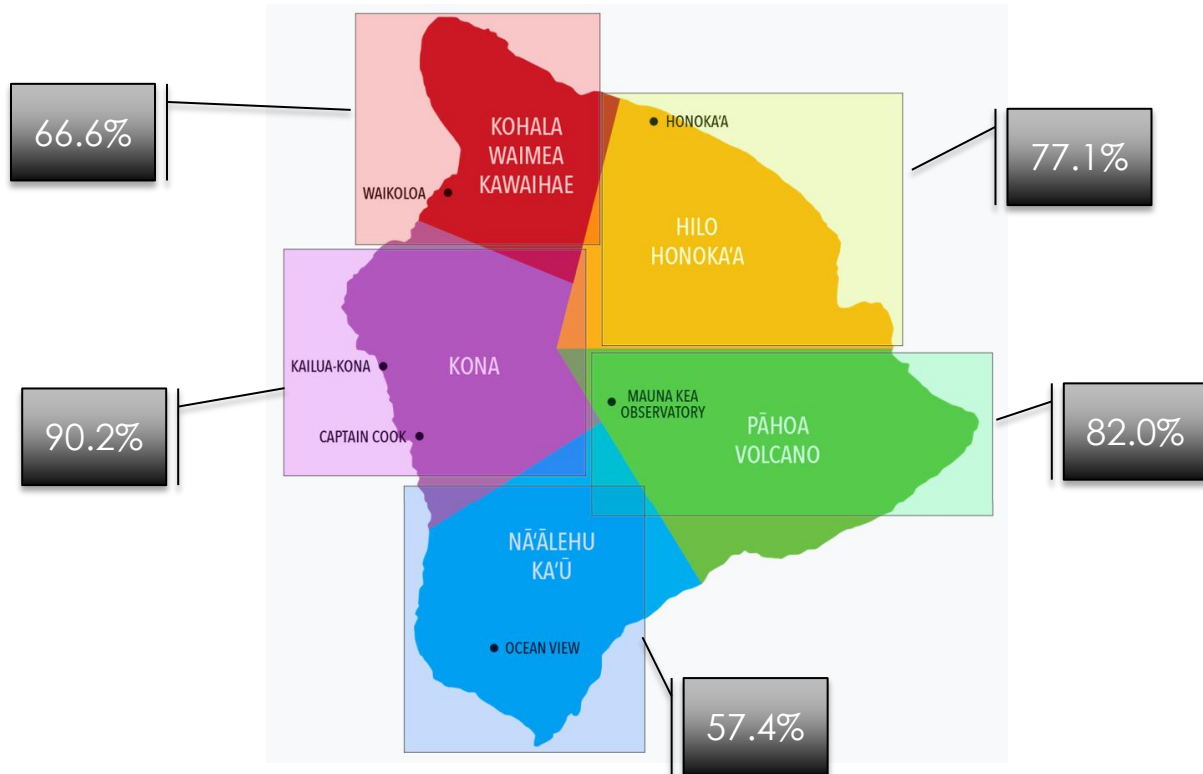 66.6%
KOHALA
WAIMEA
KAWAIHAE
WAIKOLOA
HONOKA‘A
77.1%
HILO
HONOKA‘A
KAILUA-KONA
KONA
CAPTAIN COOK
90.2%
MAUNA KEA
OBSERVATORY
PĀHOA
VOLCANO
82.0%
NĀ‘ĀLEHU
KA‘Ū
OCEAN VIEW
57.4%